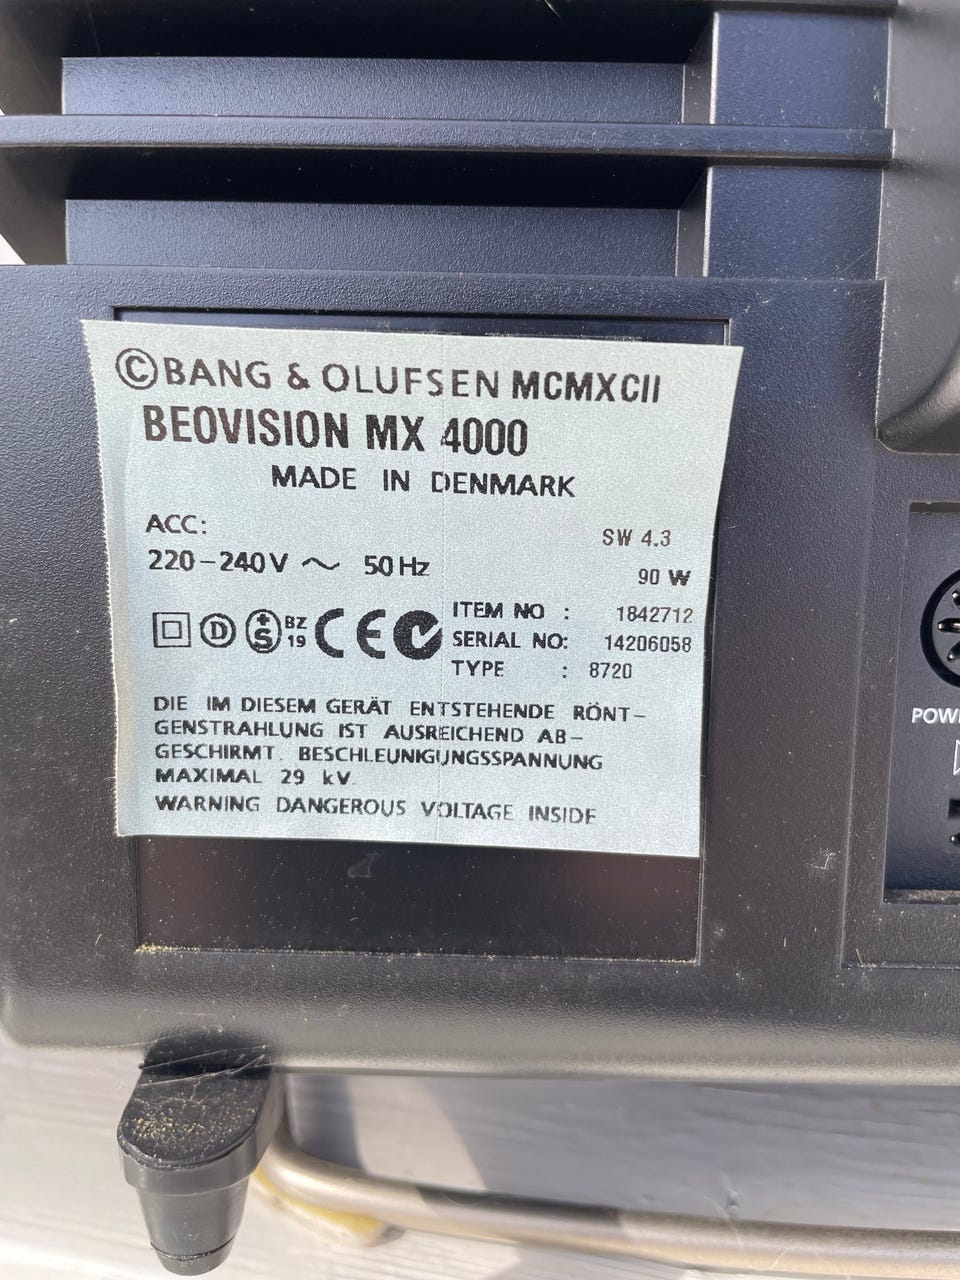 ©BANG & OLUFSEN MCMXCII
BEOVISION MX 4000
MADE IN DENMARK
ACC:
SW 4.3
220-240V ~ 50Hz
90 W
D +S BZ 19 CE
ITEM NO : 1842712
SERIAL NO: 14206058
TYPE : 8720
DIE IM DIESEM GERÄT ENTSTEHENDE RÖNT-
GENSTRAHLUNG IST AUSREICHEND AB-
GESCHIRMT. BESCHLEUNIGUNGSSPANNUNG
MAXIMAL 29 kV.
WARNING DANGEROUS VOLTAGE INSIDE
POW